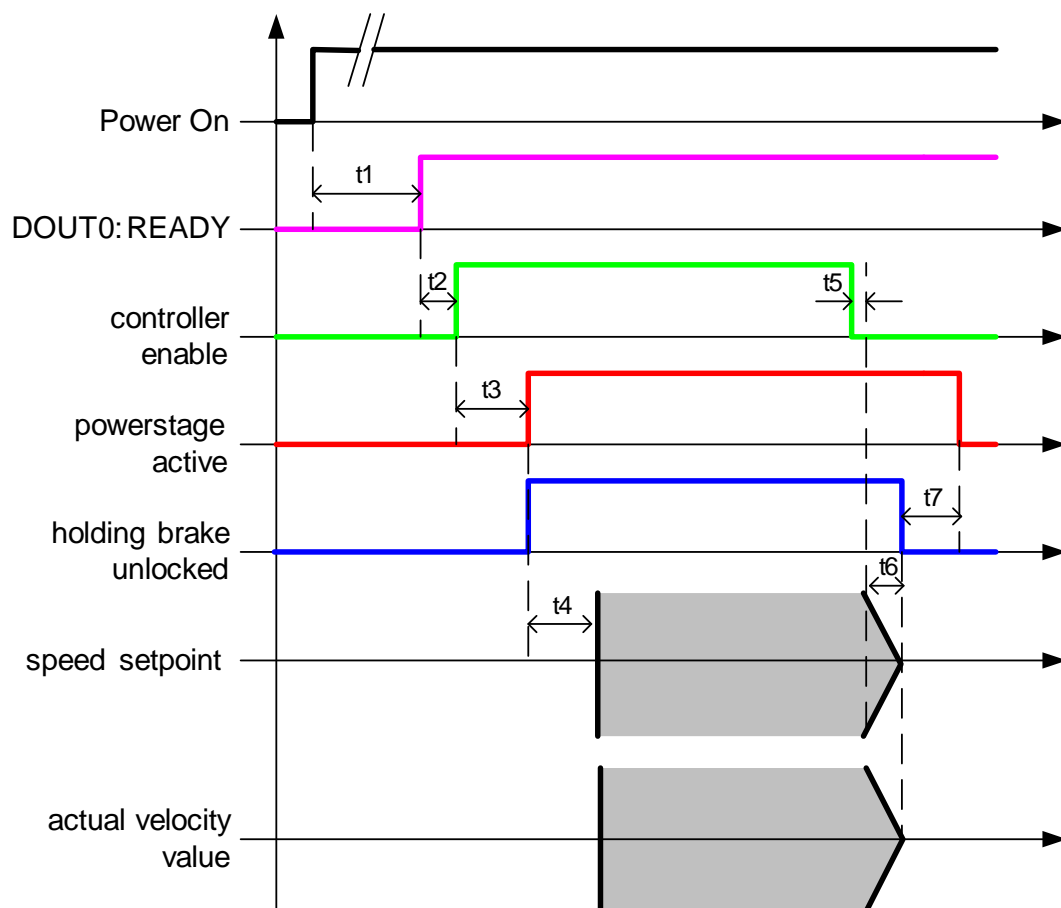 Power On
t1
DOUT0: READY
t2
t5
controller
enable
t3
powerstage
active
t7
holding brake
unlocked
t6
t4
speed setpoint
actual velocity
value